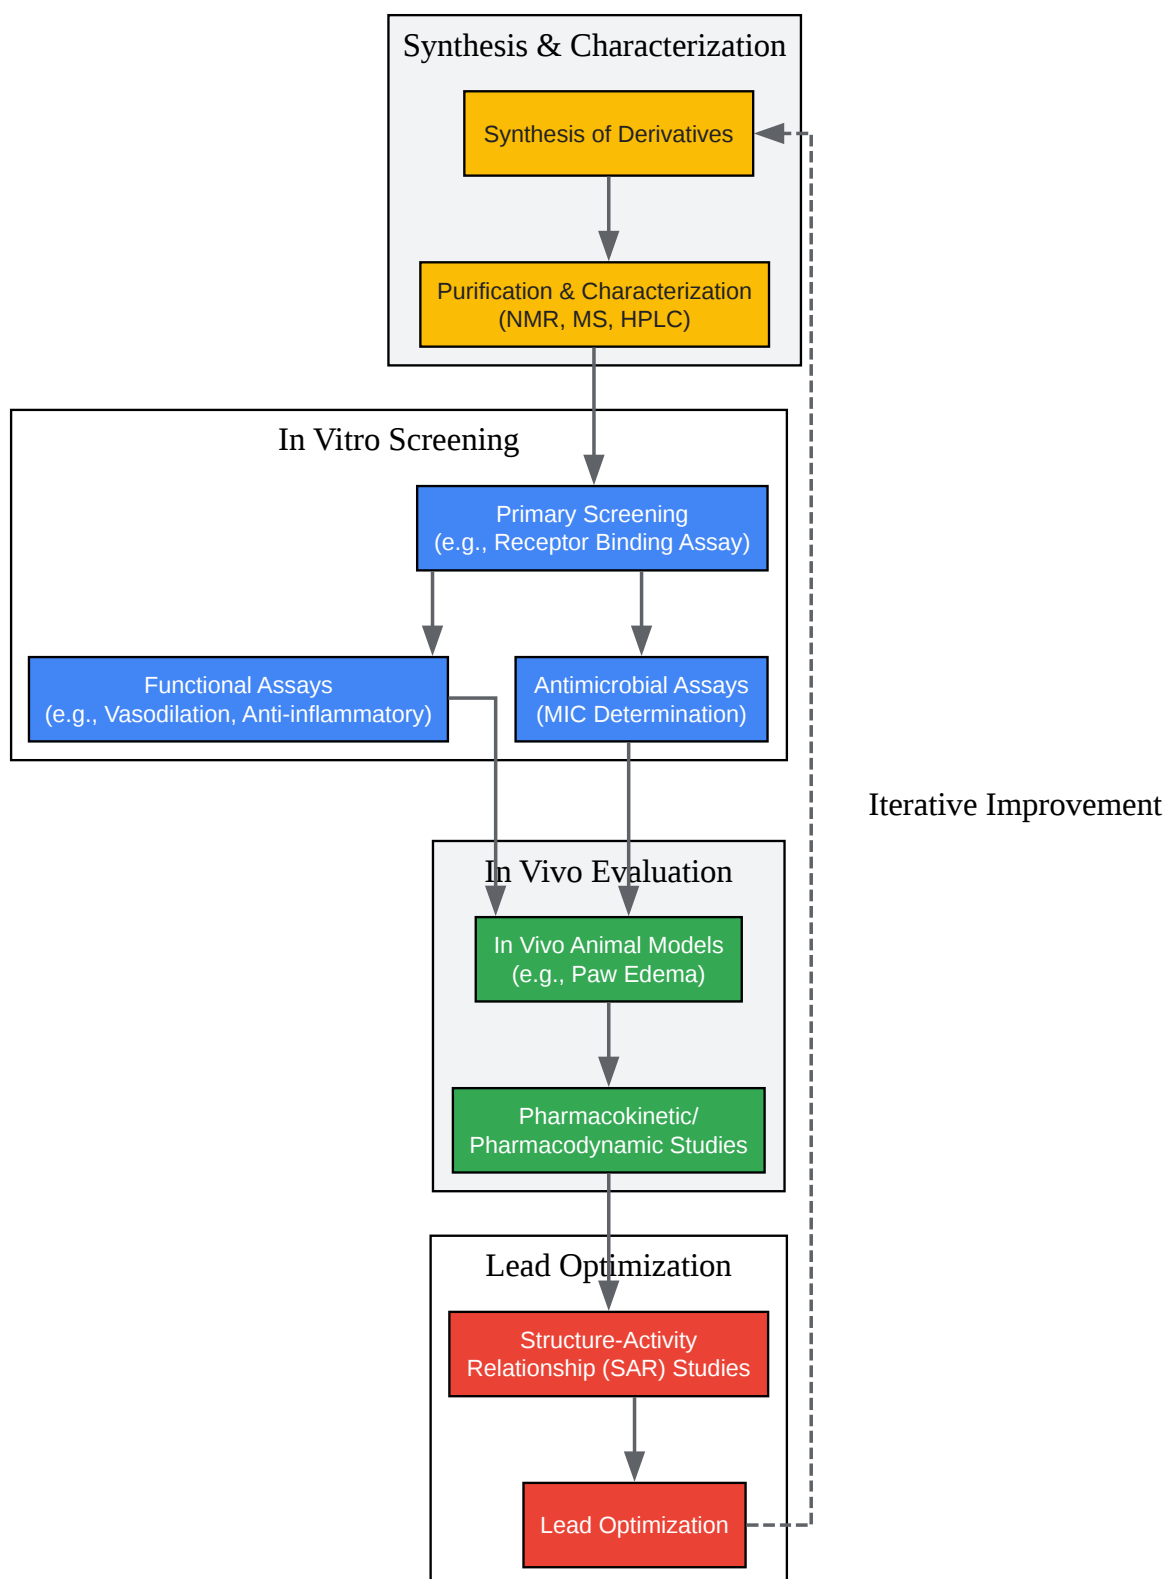 Synthesis & Characterization
Synthesis of Derivatives
Purification & Characterization
(NMR, MS, HPLC)
In Vitro Screening
Primary Screening
(e.g., Receptor Binding Assay)
Functional Assays
(e.g., Vasodilation, Anti-inflammatory)
Antimicrobial Assays
(MIC Determination)
Iterative Improvement
In Vivo Evaluation
In Vivo Animal Models
(e.g., Paw Edema)
Pharmacokinetic/
Pharmacodynamic Studies
Lead Optimization
Structure-Activity
Relationship (SAR) Studies
Lead Optimization